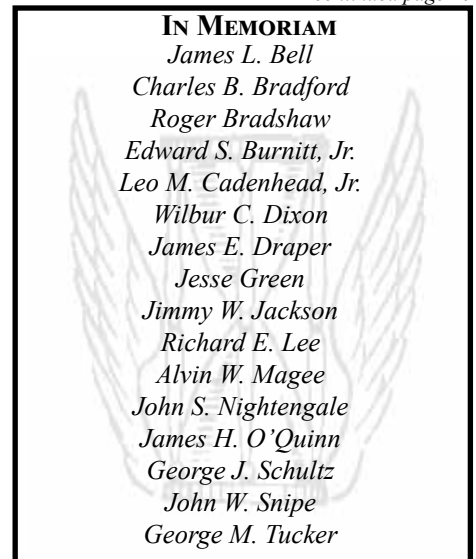 In Memoriam
James L. Bell
Charles B. Bradford
Roger Bradshaw
Edward S. Burnitt, Jr.
Leo M. Cadenhead, Jr.
Wilbur C. Dixon
James E. Draper
Jesse Green
Jimmy W. Jackson
Richard E. Lee
Alvin W. Magee
John S. Nightengale
James H. O’Quinn
George J. Schultz
John W. Snipe
George M. Tucker